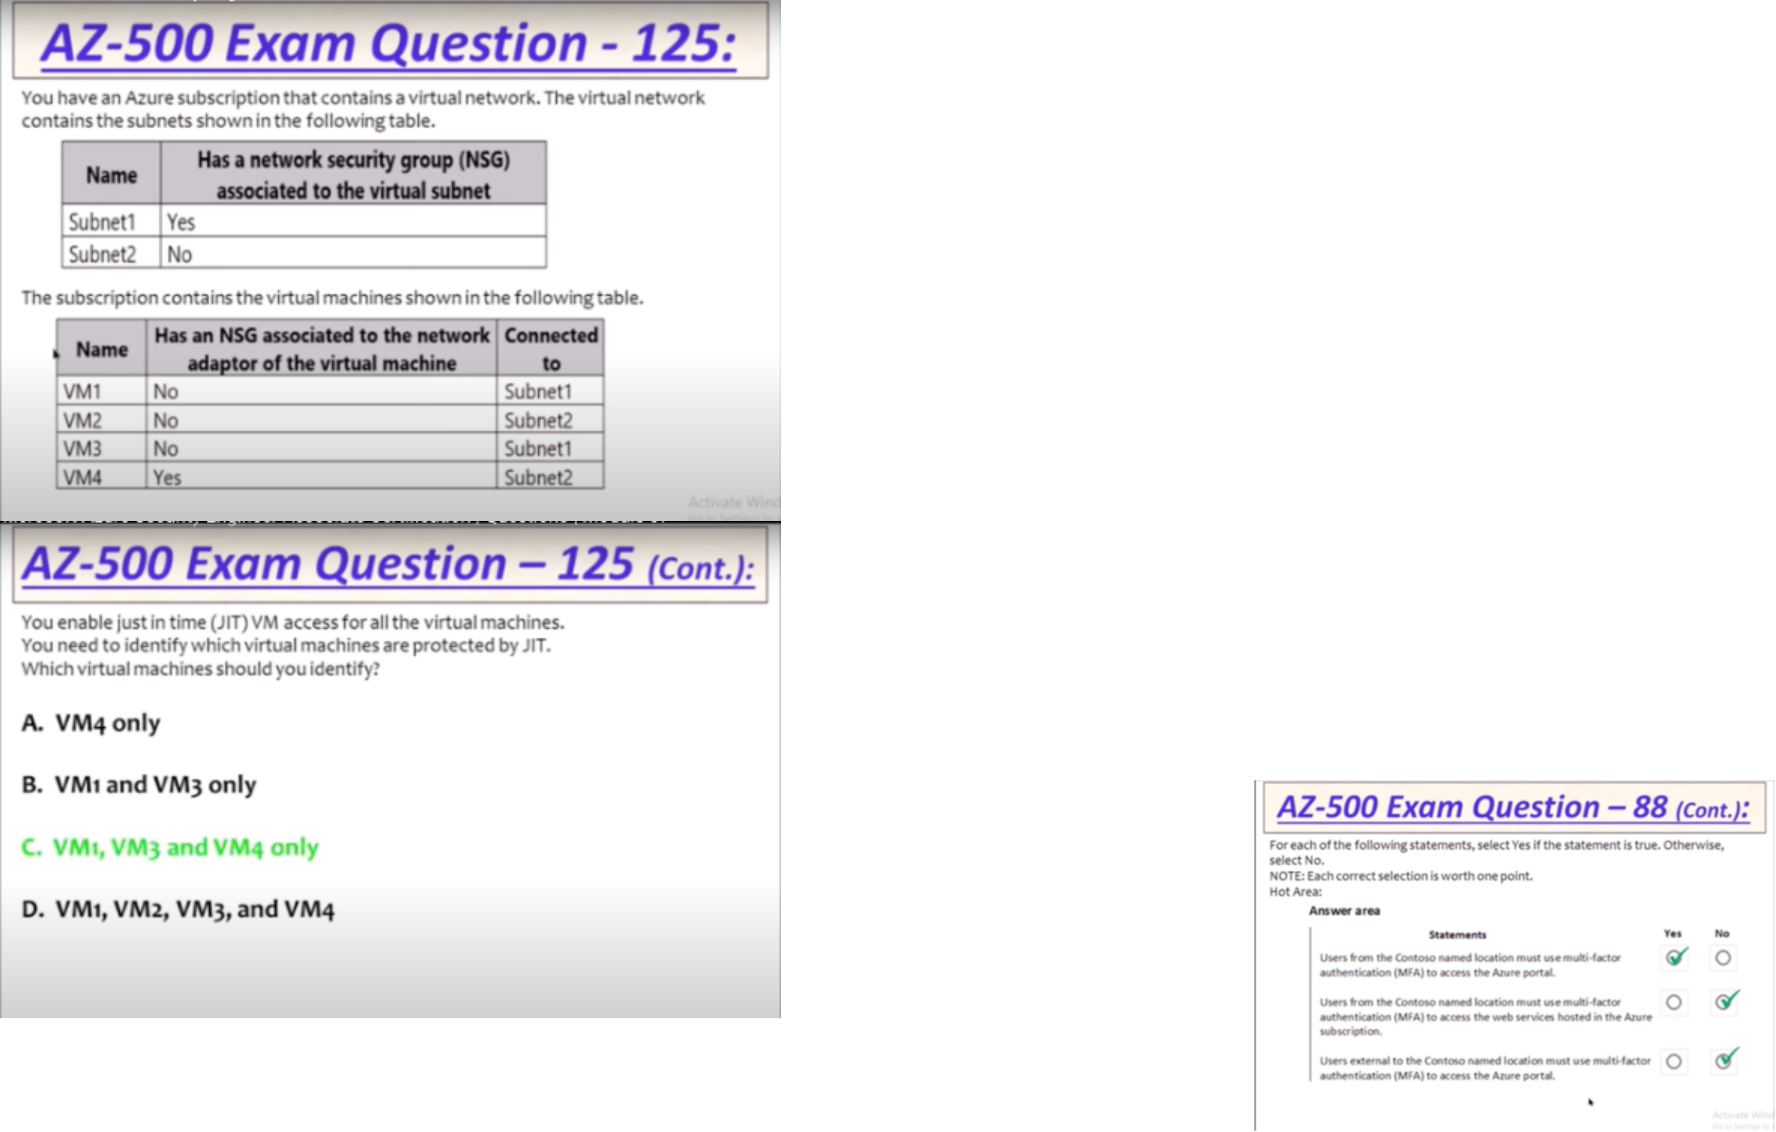 AZ-500 Exam Question - 125:
You have an Azure subscription that contains a virtual network. The virtual network
contains the subnets shown in the following table.
Name
Has a network security group (NSG)
associated to the virtual subnet
Subnet1 Yes
Subnet2 No
The subscription contains the virtual machines shown in the following table.
Name
Has an NSG associated to the network
adaptor of the virtual machine
Connected
to
VM1 No Subnet1
VM2 No Subnet2
VM3 No Subnet1
VM4 Yes Subnet2
Activate Wind
AZ-500 Exam Question – 125 (Cont.):
You enable just in time (JIT) VM access for all the virtual machines.
You need to identify which virtual machines are protected by JIT.
Which virtual machines should you identify?
A. VM4 only
B. VM1 and VM3 only
C. VM1, VM3 and VM4 only
D. VM1, VM2, VM3, and VM4
AZ-500 Exam Question – 88 (Cont.):
For each of the following statements, select Yes if the statement is true. Otherwise,
select No.
NOTE: Each correct selection is worth one point.
Hot Area:
Answer area
Statements Yes No
Users from the Contoso named location must use multi-factor
authentication (MFA) to access the Azure portal.
Users from the Contoso named location must use multi-factor
authentication (MFA) to access the web services hosted in the Azure
subscription.
Users external to the Contoso named location must use multi-factor
authentication (MFA) to access the Azure portal.
Activate Wind